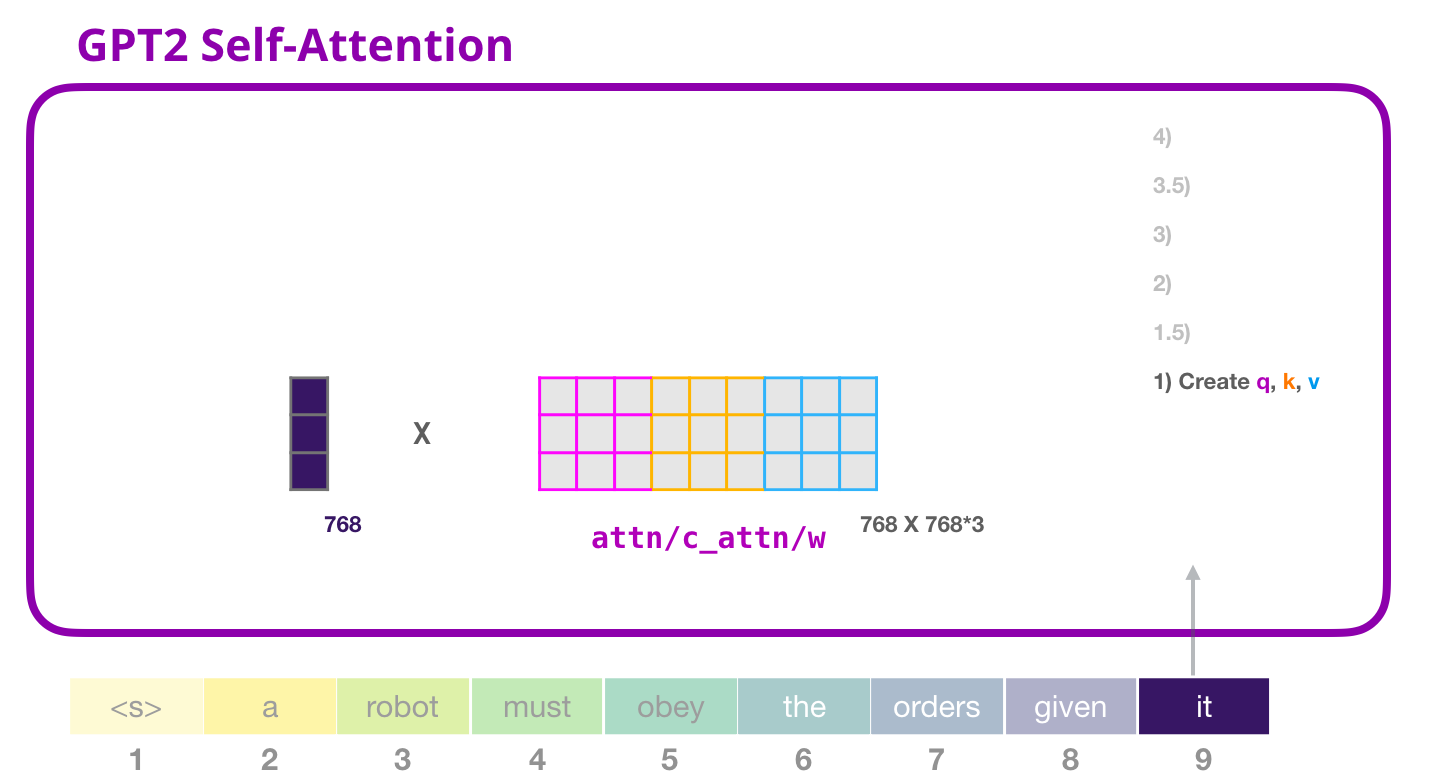 GPT2 Self-Attention
4)
3.5)
3)
2)
1.5)
1) Create q, k, v
X
768
attn/c_attn/w
768 X 768*3
<s> a robot must obey the orders given it
1 2 3 4 5 6 7 8 9